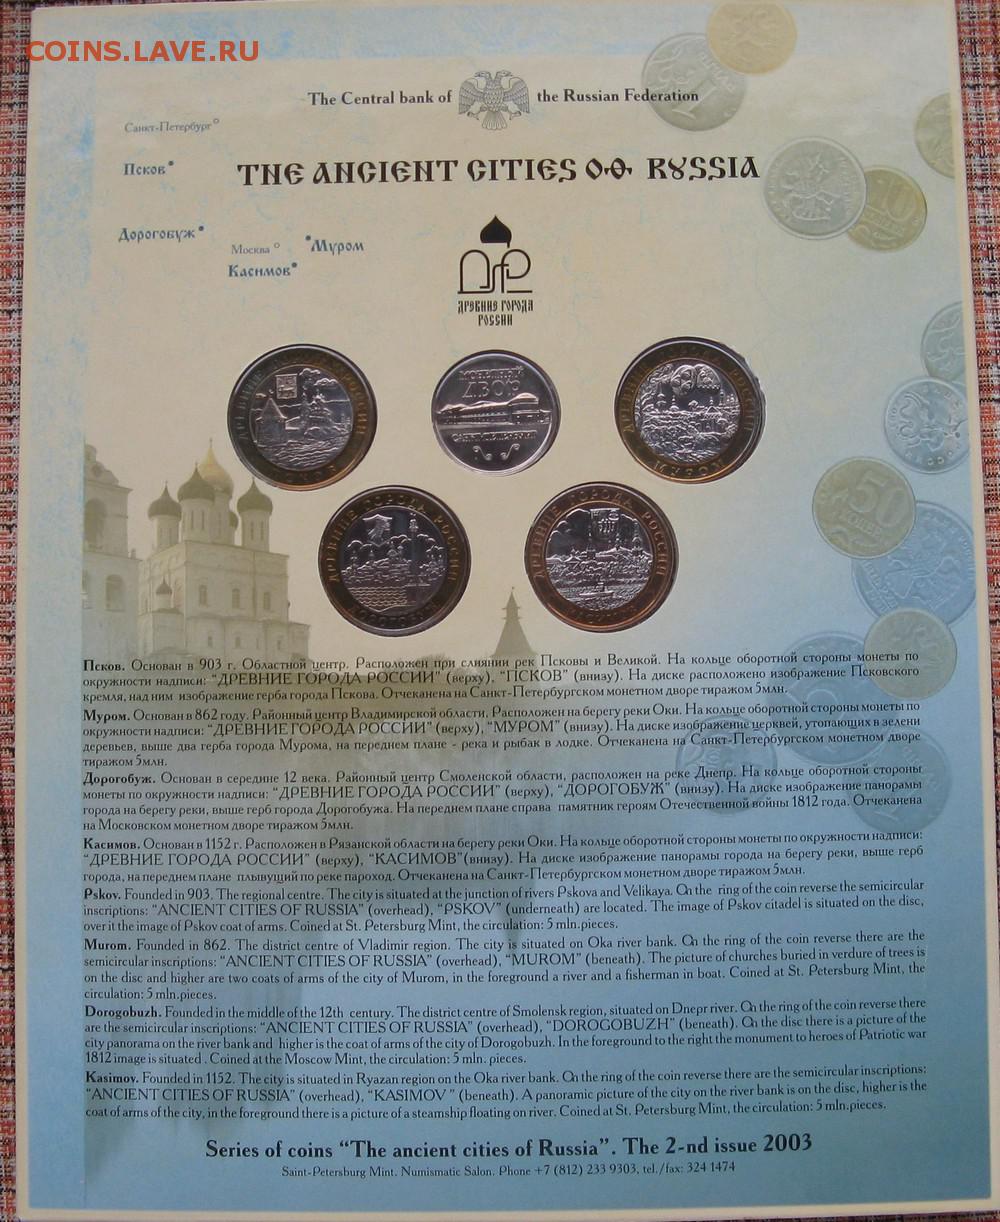 COINS.LAVE.RU
The Central bank of the Russian Federation
Санкт-Петербург
Псков
THE ANCIENT CITIES OF RUSSIA
Дорогобуж
Москва
Муром
Касимов
ДРЕВНИЕ ГОРОДА
РОССИИ
ДРЕВНИЕ ГОРОДА РОССИИ
ПСКОВ
МОНЕТНЫЙ
ДВОР
САНКТ-ПЕТЕРБУРГ
ДРЕВНИЕ ГОРОДА РОССИИ
МУРОМ
10
50
ДРЕВНИЕ ГОРОДА РОССИИ
ДОРОГОБУЖ
ДРЕВНИЕ ГОРОДА РОССИИ
КАСИМОВ
Псков. Основан в 903 г. Областной центр. Расположен при слиянии рек Псковы и Великой. На кольце оборотной стороны монеты по
окружности надписи: "ДРЕВНИЕ ГОРОДА РОССИИ" (верху), "ПСКОВ" (внизу). На диске расположено изображение Псковского
кремля, над ним изображение герба города Пскова. Отчеканена на Санкт-Петербургском монетном дворе тиражом 5млн.
Муром. Основан в 862 году. Районный центр Владимирской области. Расположен на берегу реки Оки. На кольце оборотной стороны монеты по
окружности надписи: "ДРЕВНИЕ ГОРОДА РОССИИ" (верху), "МУРОМ" (внизу). На диске изображение церквей, утопающих в зелени
деревьев, выше два герба города Мурома, на переднем плане - река и рыбак в лодке. Отчеканена на Санкт-Петербургском монетном дворе
тиражом 5млн.
Дорогобуж. Основан в середине 12 века. Районный центр Смоленской области, расположен на реке Днепр. На кольце оборотной стороны
монеты по окружности надписи: "ДРЕВНИЕ ГОРОДА РОССИИ" (верху), "ДОРОГОБУЖ" (внизу). На диске изображение панорамы
города на берегу реки, выше герб города Дорогобужа. На переднем плане справа памятник героям Отечественной войны 1812 года. Отчеканена
на Московском монетном дворе тиражом 5млн.
Касимов. Основан в 1152 г. Расположен в Рязанской области на берегу реки Оки. На кольце оборотной стороны монеты по окружности надписи:
"ДРЕВНИЕ ГОРОДА РОССИИ" (верху), "КАСИМОВ"(внизу). На диске изображение панорамы города на берегу реки, выше герб
города, на переднем плане плывущий по реке пароход. Отчеканена на Санкт-Петербургском монетном дворе тиражом 5млн.
Pskov. Founded in 903. The regional centre. The city is situated at the junction of rivers Pskova and Velikaya. On the ring of the coin reverse the semicircular
inscriptions: "ANCIENT CITIES OF RUSSIA" (overhead), "PSKOV" (underneath) are located. The image of Pskov citadel is situated on the disc,
over it the image of Pskov coat of arms. Coined at St. Petersburg Mint, the circulation: 5 mln.pieces.
Murom. Founded in 862. The district centre of Vladimir region. The city is situated on Oka river bank. On the ring of the coin reverse there are the
semicircular inscriptions: "ANCIENT CITIES OF RUSSIA" (overhead), "MUROM" (beneath). The picture of churches buried in verdure of trees is
on the disc and higher are two coats of arms of the city of Murom, in the foreground a river and a fisherman in boat. Coined at St. Petersburg Mint, the
circulation: 5 mln.pieces.
Dorogobuzh. Founded in the middle of the 12th century. The district centre of Smolensk region, situated on Dnepr river. On the ring of the coin reverse there
are the semicircular inscriptions: "ANCIENT CITIES OF RUSSIA" (overhead), "DOROGOBUZH" (beneath). On the disc there is a picture of the
city panorama on the river bank and higher is the coat of arms of the city of Dorogobuzh. In the foreground to the right the monument to heroes of Patriotic war
1812 image is situated . Coined at the Moscow Mint, the circulation: 5 mln. pieces.
Kasimov. Founded in 1152. The city is situated in Ryazan region on the Oka river bank. On the ring of the coin reverse there are the semicircular inscriptions:
"ANCIENT CITIES OF RUSSIA" (overhead), "KASIMOV " (beneath). A panoramic picture of the city on the river bank is on the disc, higher is the
coat of arms of the city, in the foreground there is a picture of a steamship floating on river. Coined at St. Petersburg Mint, the circulation: 5 mln.pieces.
Series of coins "The ancient cities of Russia". The 2-nd issue 2003
Saint-Petersburg Mint. Numismatic Salon. Phone +7 (812) 233 9303, tel./fax: 324 1474